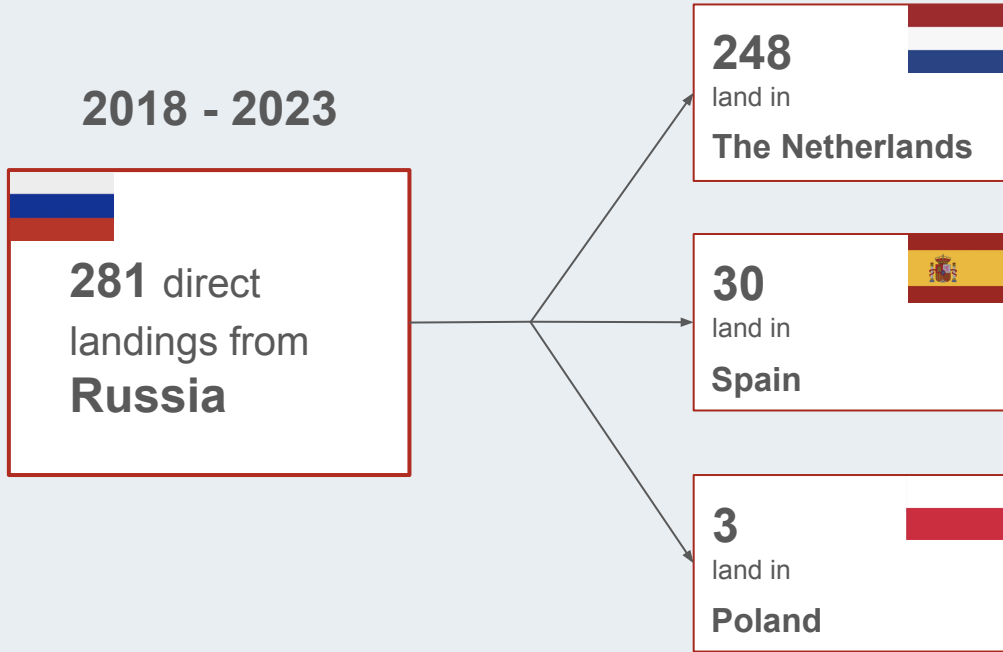 2018 - 2023
281 direct
landings from
Russia
248
land in
The Netherlands
30
land in
Spain
3
land in
Poland